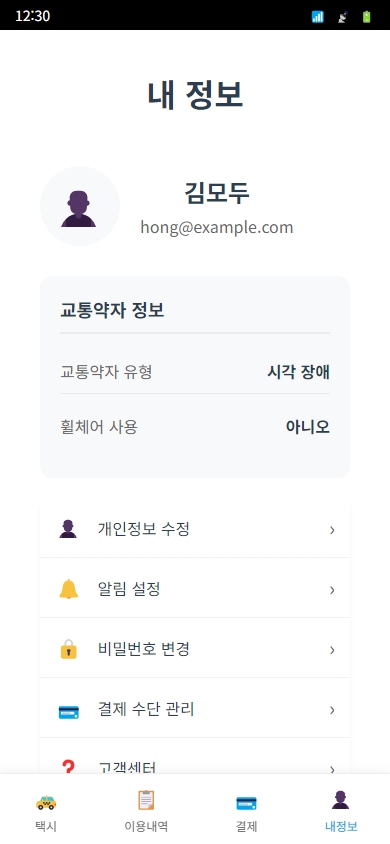 12:30
내 정보
김모두
hong@example.com
교통약자 정보
교통약자 유형 시각 장애
휠체어 사용 아니오
개인정보 수정 ›
알림 설정 ›
비밀번호 변경 ›
결제 수단 관리 ›
고객센터 ›
택시 이용내역 결제 내정보